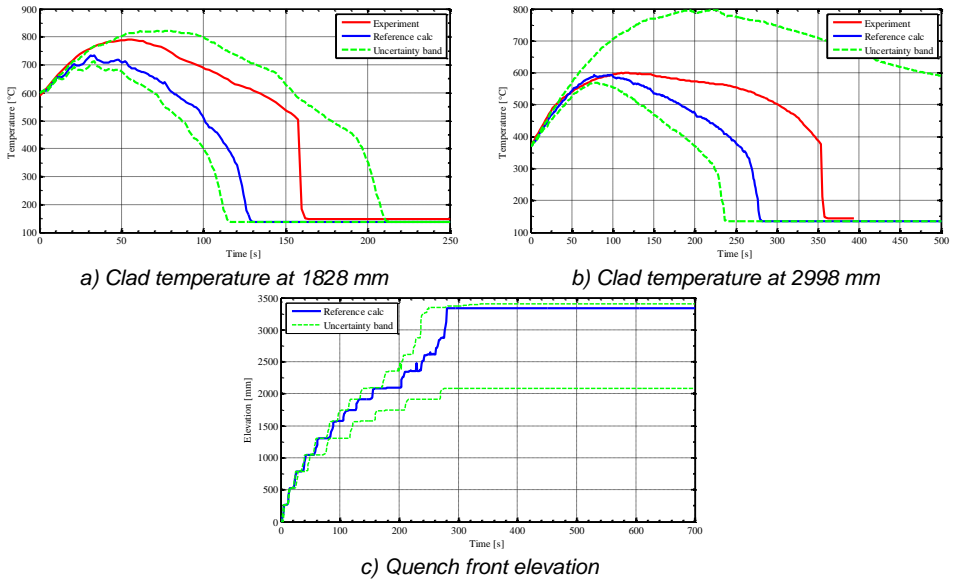 900
800
700
600
500
400
300
200
100
0
50
100
150
200
250
Temperature [°C]
Time [s]
Experiment
Reference calc
Uncertainty band
a) Clad temperature at 1828 mm
800
700
600
500
400
300
200
100
0
50
100
150
200
250
300
350
400
450
500
Temperature [°C]
Time [s]
Experiment
Reference calc
Uncertainty band
b) Clad temperature at 2998 mm
3500
3000
2500
2000
1500
1000
500
0
0
100
200
300
400
500
600
700
Elevation [mm]
Time [s]
Reference calc
Uncertainty band
c) Quench front elevation